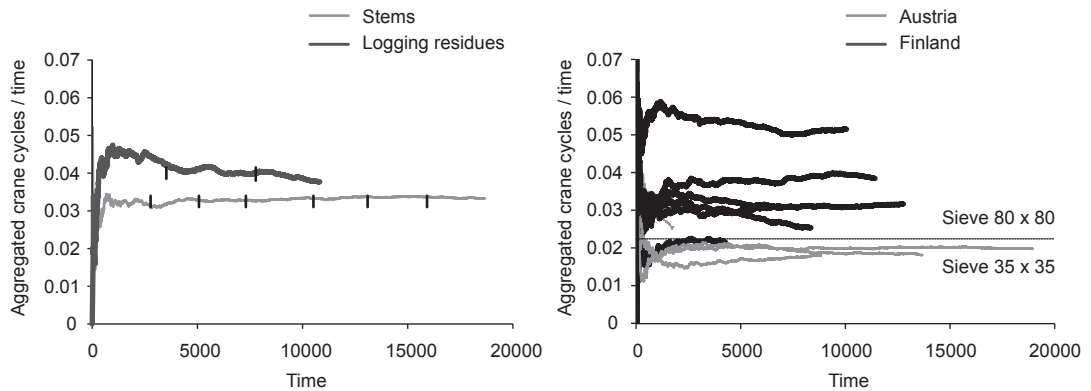 Stems
Logging residues
Aggregated crane cycles / time
0.07
0.06
0.05
0.04
0.03
0.02
0.01
0
0 5000 10000 15000 20000
Time
Austria
Finland
Aggregated crane cycles / time
0.07
0.06
0.05
0.04
0.03
0.02
0.01
0
Sieve 80 x 80
Sieve 35 x 35
0 5000 10000 15000 20000
Time